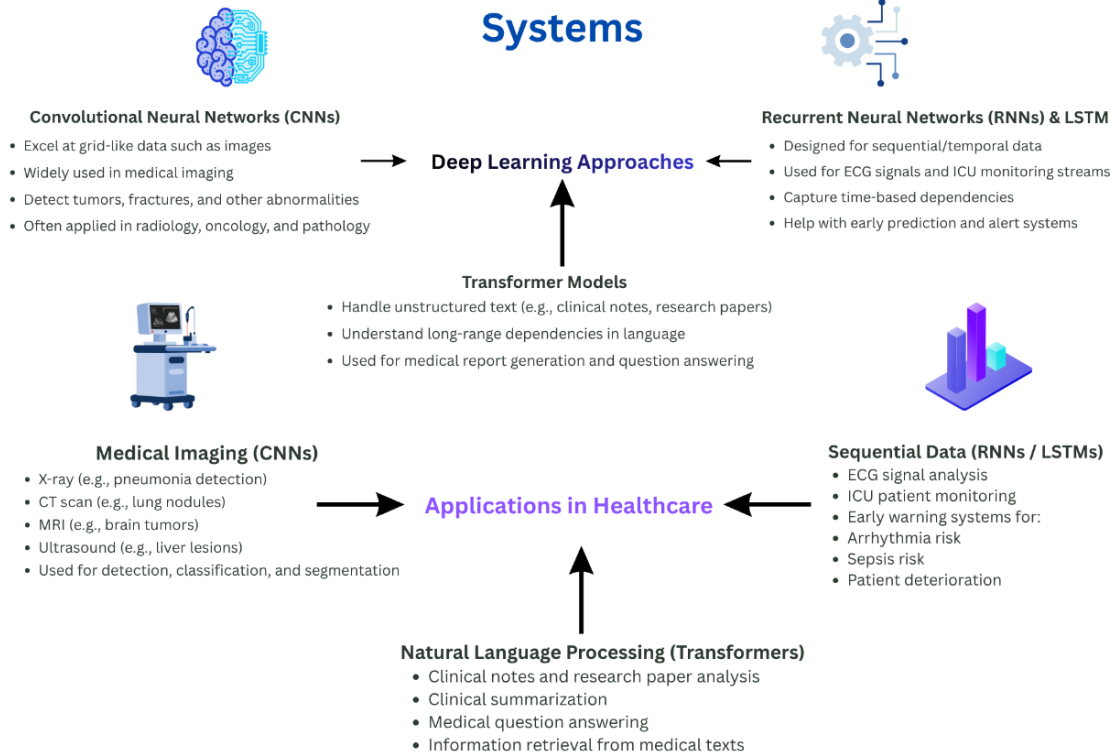 Systems
Convolutional Neural Networks (CNNs)
• Excel at grid-like data such as images
• Widely used in medical imaging
• Detect tumors, fractures, and other abnormalities
• Often applied in radiology, oncology, and pathology
Deep Learning Approaches
Recurrent Neural Networks (RNNs) & LSTM
• Designed for sequential/temporal data
• Used for ECG signals and ICU monitoring streams
• Capture time-based dependencies
• Help with early prediction and alert systems
Transformer Models
• Handle unstructured text (e.g., clinical notes, research papers)
• Understand long-range dependencies in language
• Used for medical report generation and question answering
Medical Imaging (CNNs)
• X-ray (e.g., pneumonia detection)
• CT scan (e.g., lung nodules)
• MRI (e.g., brain tumors)
• Ultrasound (e.g., liver lesions)
• Used for detection, classification, and segmentation
Applications in Healthcare
Sequential Data (RNNs / LSTMs)
• ECG signal analysis
• ICU patient monitoring
• Early warning systems for:
• Arrhythmia risk
• Sepsis risk
• Patient deterioration
Natural Language Processing (Transformers)
• Clinical notes and research paper analysis
• Clinical summarization
• Medical question answering
• Information retrieval from medical texts